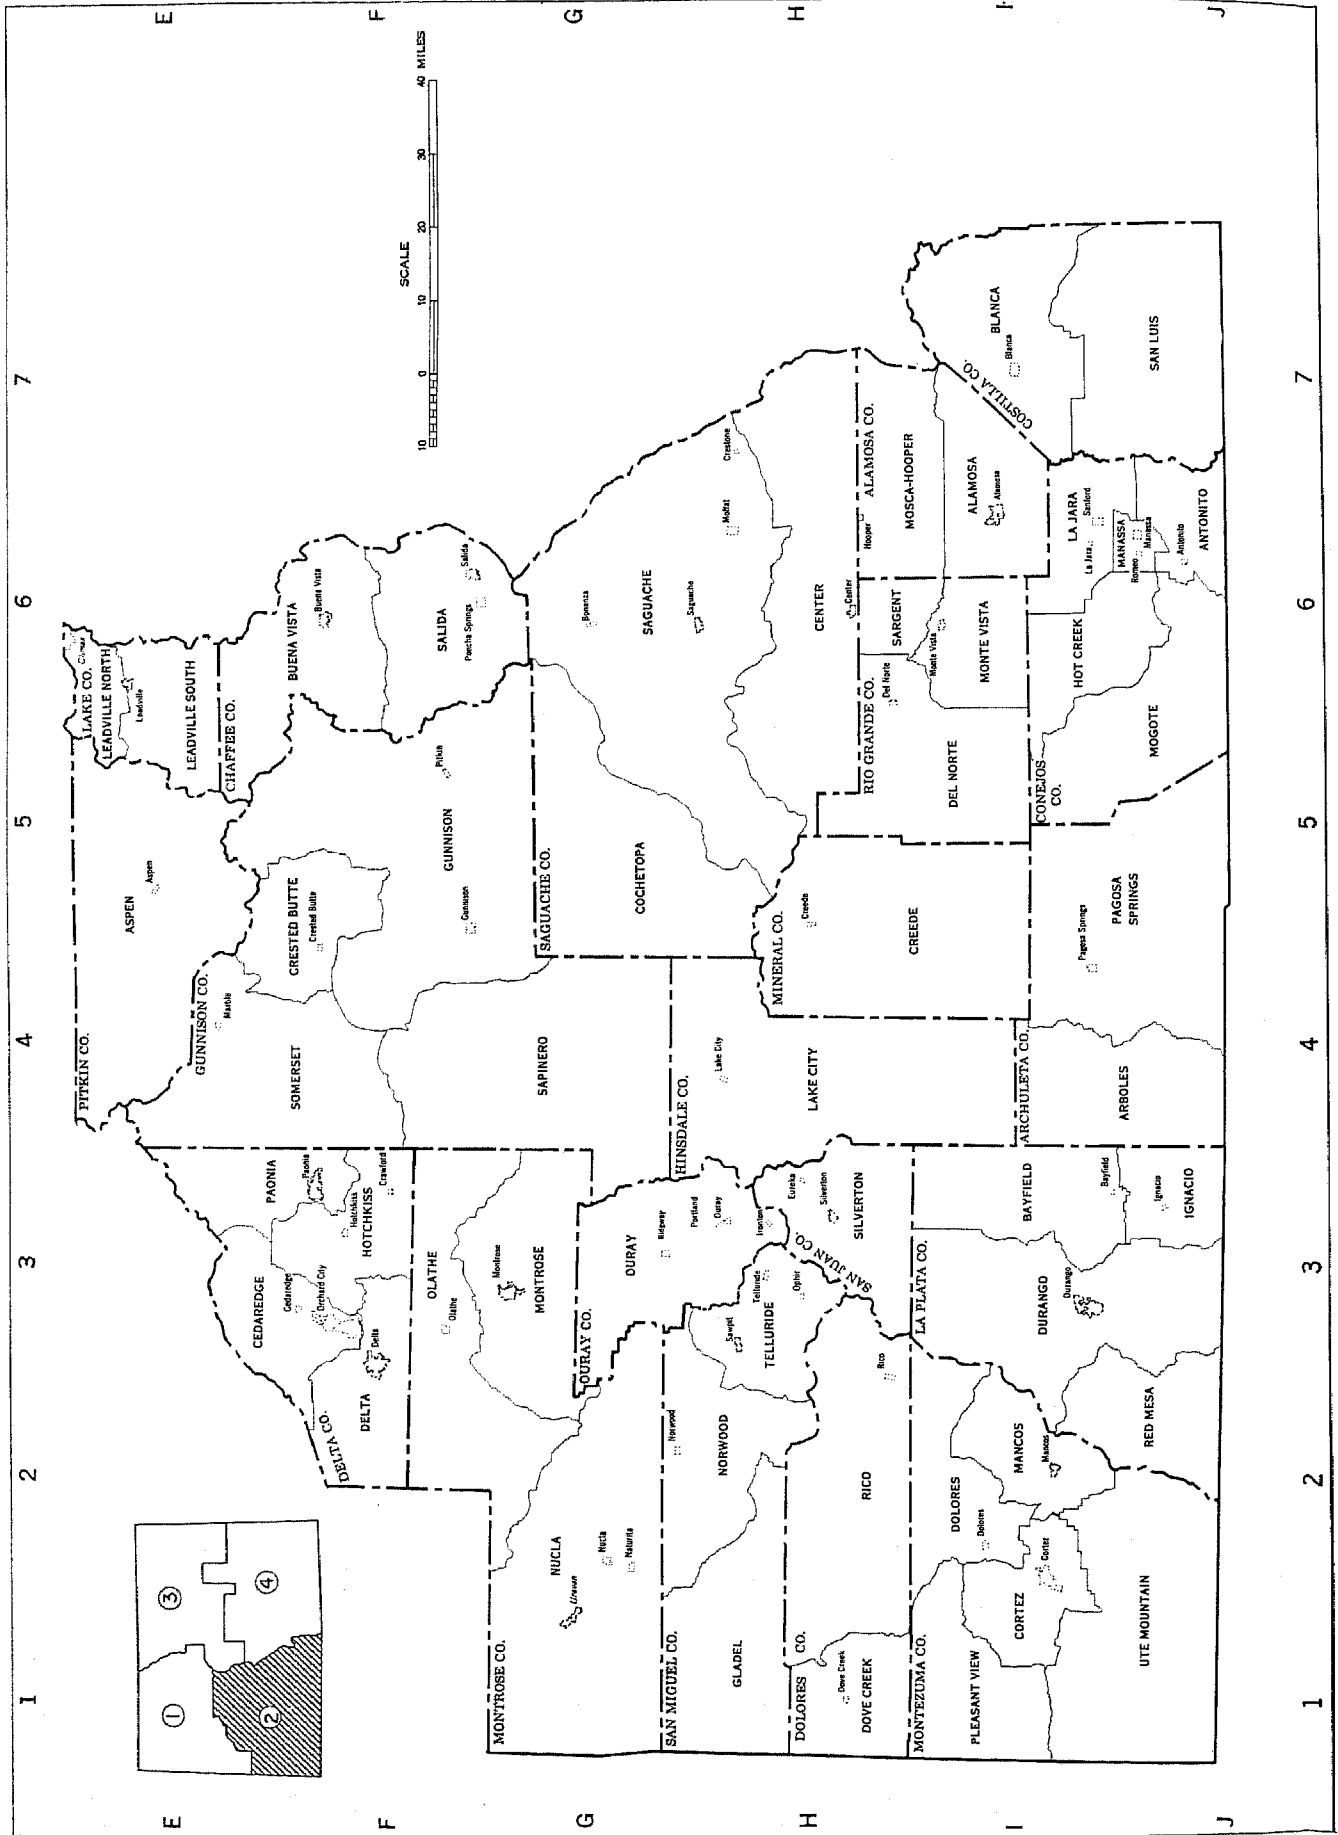 E
F
G
H
I
J
7
6
5
4
3
2
1
SCALE
10 0 10 20 30 40 MILES
①
②
③
④
PITKIN CO.
ASPEN
Aspen
LAKE CO.
Climax
LEADVILLE NORTH
Leadville
LEADVILLE SOUTH
CHAFFEE CO.
BUENA VISTA
Buena Vista
SALIDA
Salida
Poncha Springs
GUNNISON CO.
Marble
SOMERSET
CRESTED BUTTE
Crested Butte
GUNNISON
Gunnison
Pitkin
SAPINERO
DELTA CO.
CEDAREDGE
Cedaredge
Orchard City
PAONIA
Paonia
HOTCHKISS
Hotchkiss
Crawford
DELTA
Delta
MONTROSE CO.
OLATHE
Olathe
MONTROSE
Montrose
NUCLA
Nucla
Naturita
Uravan
OURAY CO.
OURAY
Ridgway
Portland
Ouray
Ironton
SAGUACHE CO.
COCHETOPA
SAGUACHE
Saguache
Bonanza
Moffat
Crestone
CENTER
Center
HINSDALE CO.
LAKE CITY
Lake City
MINERAL CO.
CREEDE
Creede
SAN MIGUEL CO.
GLADEL
NORWOOD
Norwood
TELLURIDE
Telluride
Sawpit
Ophir
SAN JUAN CO.
SILVERTON
Silverton
Eureka
DOLORES CO.
DOVE CREEK
Dove Creek
RICO
Rico
MONTEZUMA CO.
PLEASANT VIEW
CORTEZ
Cortez
DOLORES
Dolores
MANCOS
Mancos
UTE MOUNTAIN
LA PLATA CO.
DURANGO
Durango
BAYFIELD
Bayfield
IGNACIO
Ignacio
RED MESA
ARCHULETA CO.
ARBOLES
PAGOSA SPRINGS
Pagosa Springs
RIO GRANDE CO.
DEL NORTE
Del Norte
SARGENT
MONTE VISTA
Monte Vista
ALAMOSA CO.
Hooper
MOSCA-HOOPER
ALAMOSA
Alamosa
COSTILLA CO.
BLANCA
Blanca
SAN LUIS
CONEJOS CO.
HOT CREEK
MOGOTE
LA JARA
La Jara
Sanford
MANASSA
Manassa
Romeo
ANTONITO
Antonito
E
F
G
H
I
J
7
6
5
4
3
2
1